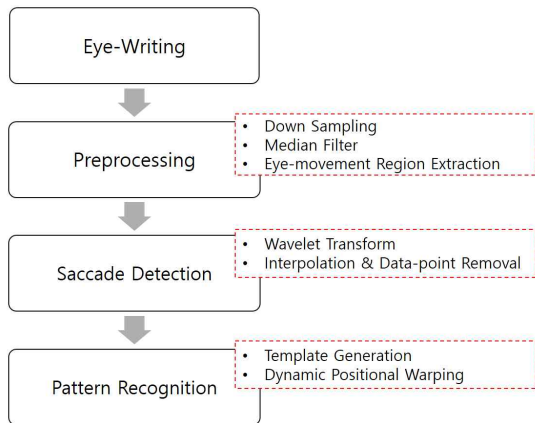 Eye-Writing
Preprocessing
• Down Sampling
• Median Filter
• Eye-movement Region Extraction
Saccade Detection
• Wavelet Transform
• Interpolation & Data-point Removal
Pattern Recognition
• Template Generation
• Dynamic Positional Warping